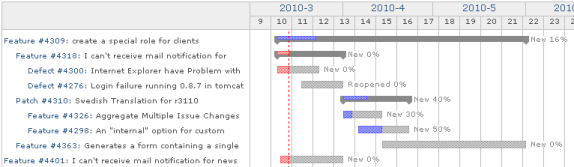 2010-3 2010-4 2010-5 2010
9 10 11 12 13 14 15 16 17 18 19 20 21 22 23
Feature #4309: create a special role for clients New 16%
Feature #4318: I can't receive mail notification for New 0%
Defect #4300: Internet Explorer have Problem with New 0%
Defect #4276: Login failure running 0.8.7 in tomcat Reopened 0%
Patch #4310: Swedish Translation for r3110 New 40%
Feature #4326: Aggregate Multiple Issue Changes New 30%
Feature #4298: An "internal" option for custom New 50%
Feature #4363: Generates a form containing a single New 0%
Feature #4401: I can't receive mail notification for news New 0%